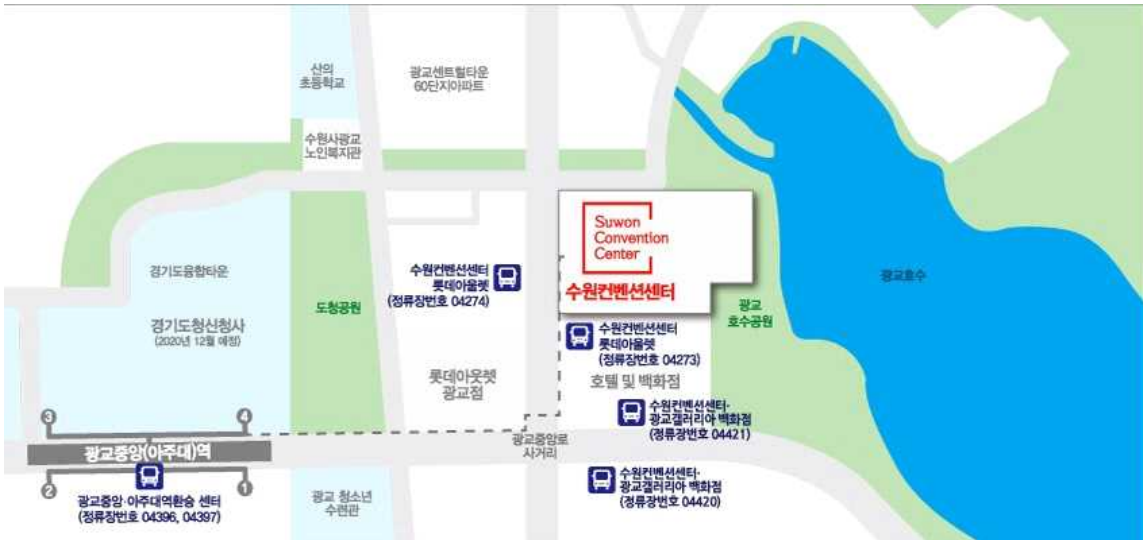 산의
초등학교
광교센트럴타운
60단지아파트
수원시광교
노인복지관
Suwon
Convention
Center
수원컨벤션센터
경기도융합타운
경기도청신청사
(2020년 12월 예정)
도청공원
수원컨벤션센터
롯데아울렛
(정류장번호 04274)
광교호수
광교
호수공원
수원컨벤션센터
롯데아울렛
(정류장번호 04273)
롯데아웃렛
광교점
호텔 및 백화점
수원컨벤션센터·
광교갤러리아 백화점
(정류장번호 04421)
3
4
광교중앙(아주대)역
2
1
광교중앙로
사거리
광교중앙·아주대역환승 센터
(정류장번호 04396, 04397)
광교 청소년
수련관
수원컨벤션센터·
광교갤러리아 백화점
(정류장번호 04420)